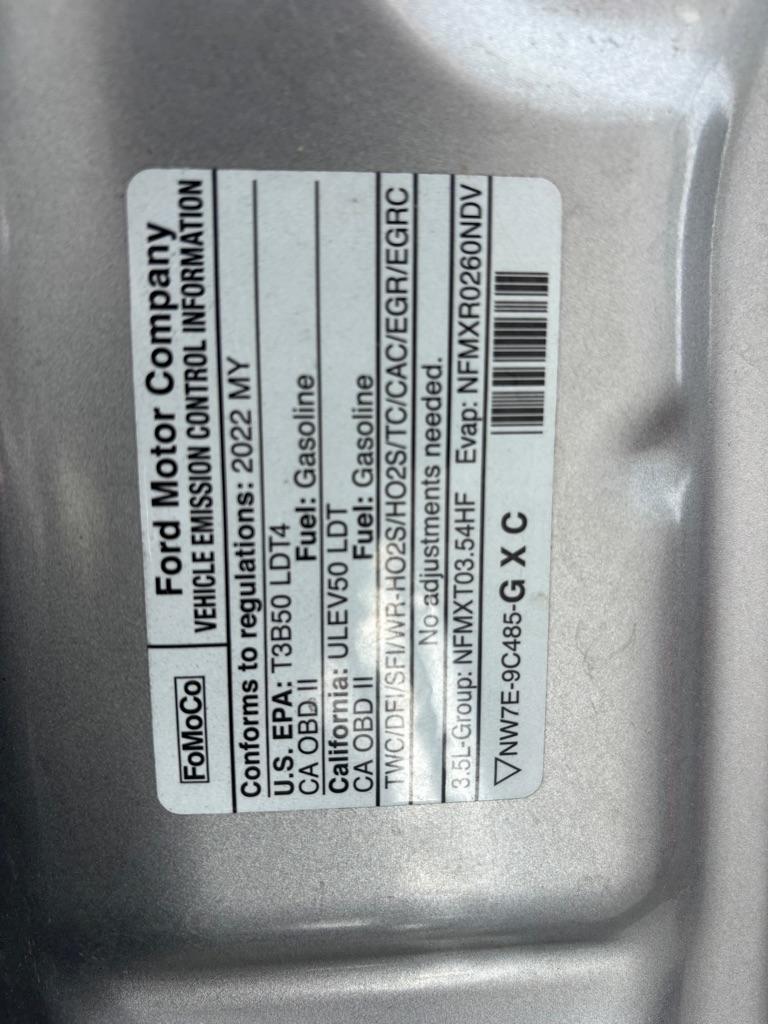 FoMoCo
Ford Motor Company
VEHICLE EMISSION CONTROL INFORMATION
Conforms to regulations: 2022 MY
U.S. EPA: T3B50 LDT4
CA OBD II Fuel: Gasoline
California: ULEV50 LDT
CA OBD II Fuel: Gasoline
TWC/DFI/SFI/WR-HO2S/HO2S/TC/CAC/EGR/EGRC
No adjustments needed.
3.5L-Group: NFMXT03.54HF Evap: NFMXR0260NDV
▽NW7E-9C485-G X C